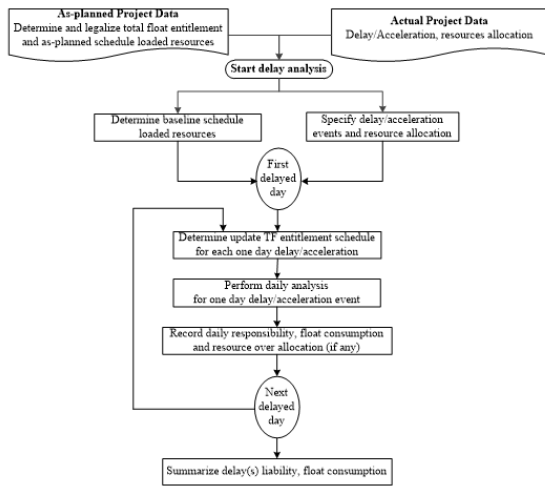 As-planned Project Data
Determine and legalize total float entitlement
and as-planned schedule loaded resources
Actual Project Data
Delay/Acceleration, resources allocation
Start delay analysis
Determine baseline schedule
loaded resources
Specify delay/acceleration
events and resource allocation
First
delayed
day
Determine update TF entitlement schedule
for each one day delay/acceleration
Perform daily analysis
for one day delay/acceleration event
Record daily responsibility, float consumption
and resource over allocation (if any)
Next
delayed
day
Summarize delay(s) liability, float consumption